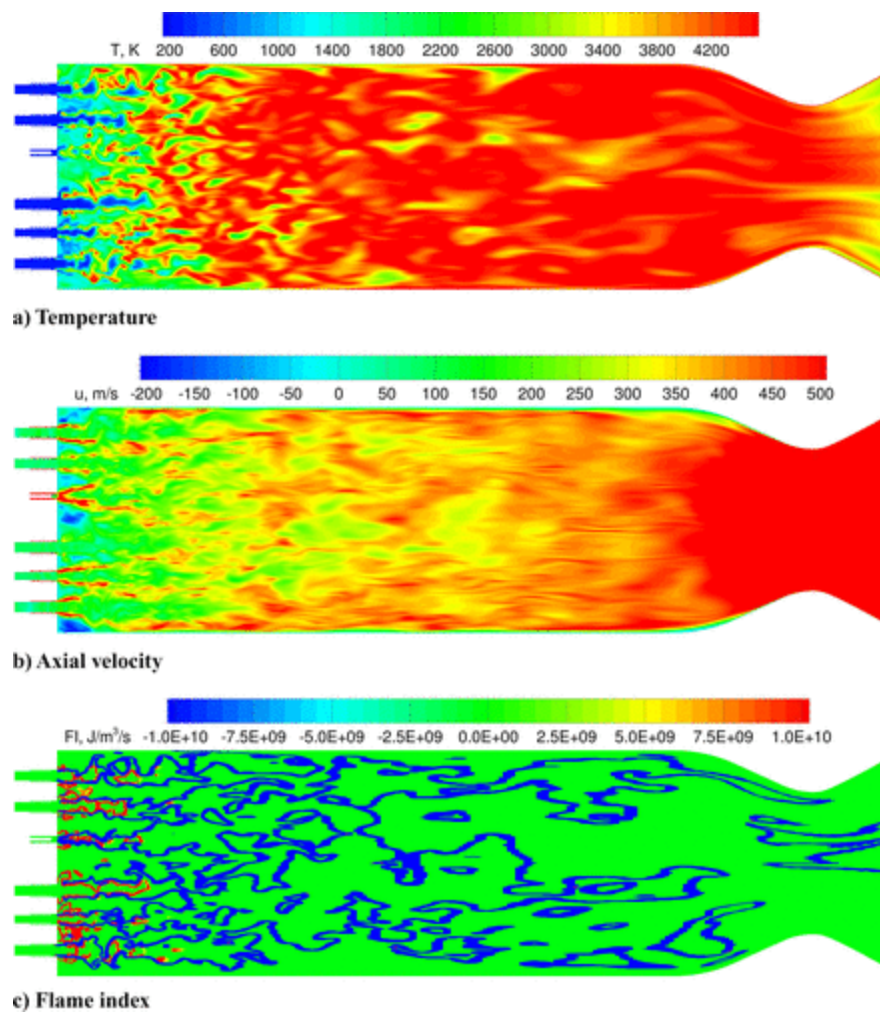 T, K 200 600 1000 1400 1800 2200 2600 3000 3400 3800 4200
a) Temperature
u, m/s -200 -150 -100 -50 0 50 100 150 200 250 300 350 400 450 500
b) Axial velocity
FI, J/m³/s -1.0E+10 -7.5E+09 -5.0E+09 -2.5E+09 0.0E+00 2.5E+09 5.0E+09 7.5E+09 1.0E+10
c) Flame index